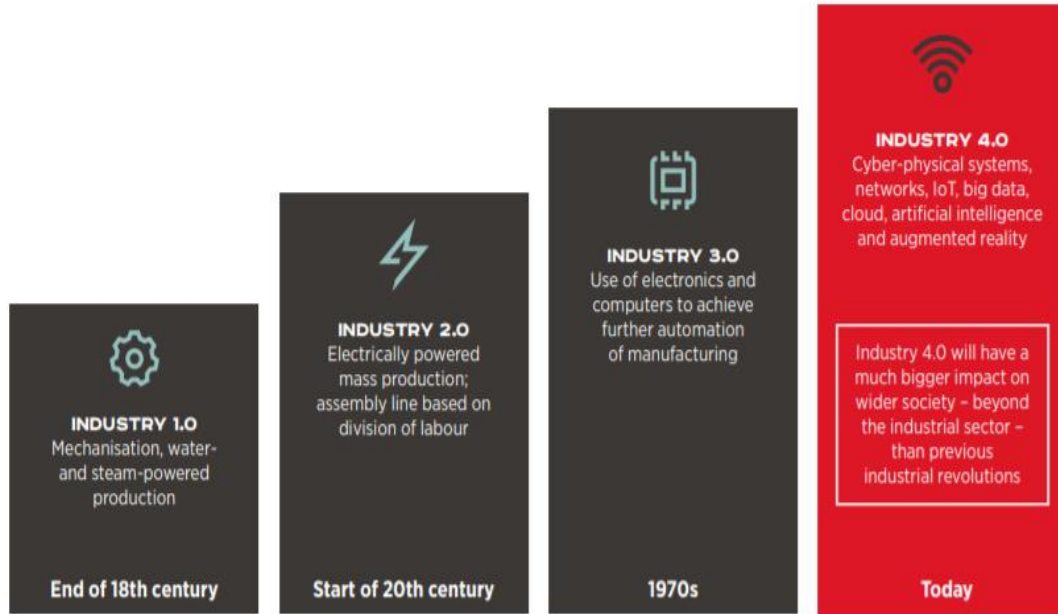 INDUSTRY 1.0
Mechanisation, water-
and steam-powered
production
End of 18th century
INDUSTRY 2.0
Electrically powered
mass production;
assembly line based on
division of labour
Start of 20th century
INDUSTRY 3.0
Use of electronics and
computers to achieve
further automation
of manufacturing
1970s
INDUSTRY 4.0
Cyber-physical systems,
networks, IoT, big data,
cloud, artificial intelligence
and augmented reality
Industry 4.0 will have a
much bigger impact on
wider society – beyond
the industrial sector –
than previous
industrial revolutions
Today